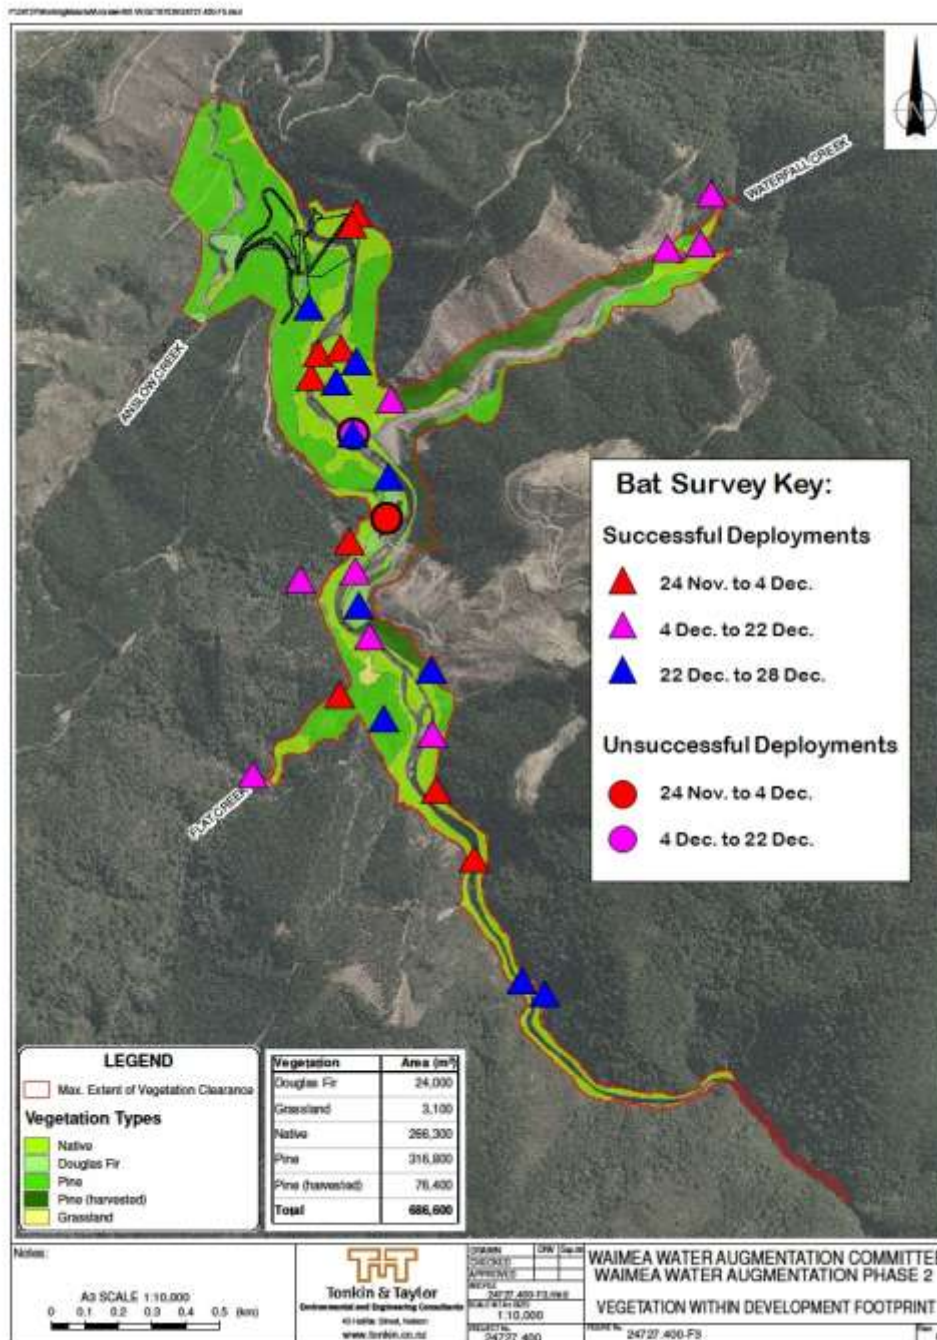 WATERFALL CREEK
ANSLOW CREEK
Bat Survey Key:
Successful Deployments
24 Nov. to 4 Dec.
4 Dec. to 22 Dec.
22 Dec. to 28 Dec.
Unsuccessful Deployments
24 Nov. to 4 Dec.
4 Dec. to 22 Dec.
FLAT CREEK
LEGEND
Max. Extent of Vegetation Clearance
Vegetation Types
Native
Douglas Fir
Pine
Pine (harvested)
Grassland
Vegetation Area (m²)
Douglas Fir 24,000
Grassland 3,100
Native 266,300
Pine 316,800
Pine (harvested) 76,400
Total 686,600
Notes:
A3 SCALE 1:10,000
0 0.1 0.2 0.3 0.4 0.5 (km)
T+T
Tonkin & Taylor
Environmental and Engineering Consultants
www.tonkin.co.nz
DRAWN
CHECKED
APPROVED
1:10,000
24727.400
WAIMEA WATER AUGMENTATION COMMITTEE
WAIMEA WATER AUGMENTATION PHASE 2
VEGETATION WITHIN DEVELOPMENT FOOTPRINT
24727.400-F3